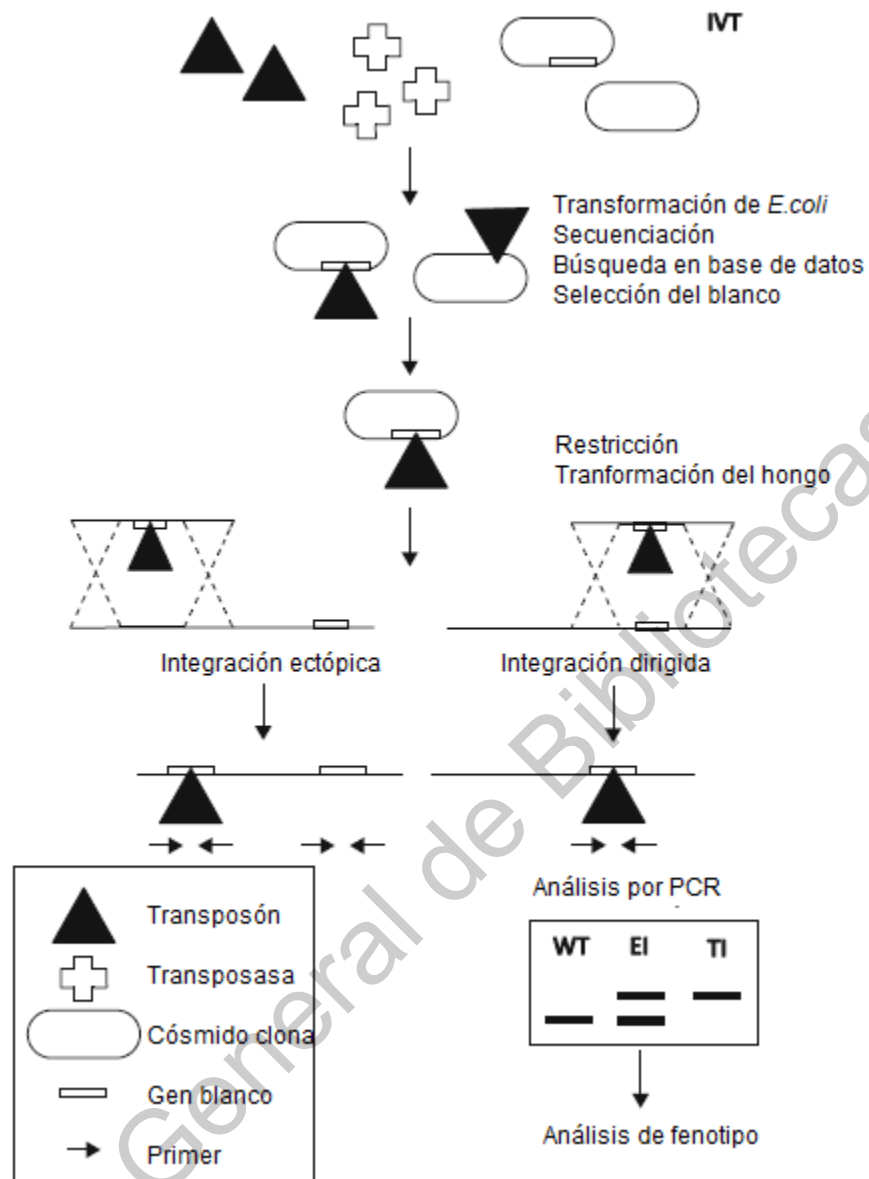 IVT
Transformación de E.coli
Secuenciación
Búsqueda en base de datos
Selección del blanco
Restricción
Tranformación del hongo
Integración ectópica
Integración dirigida
Análisis por PCR
WT EI TI
Análisis de fenotipo
Transposón
Transposasa
Cósmido clona
Gen blanco
Primer
General de Bibliotecas